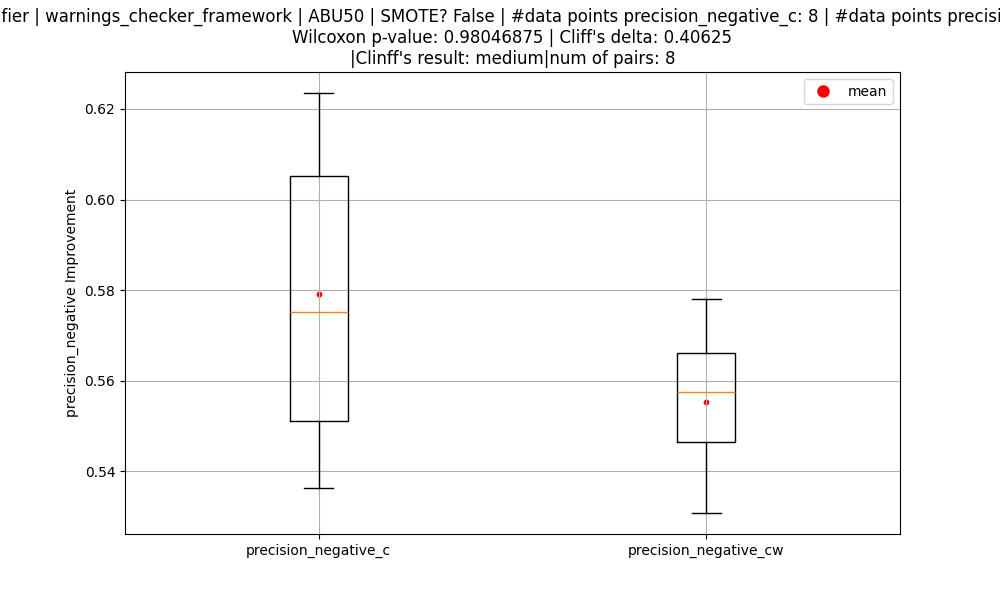 fier | warnings_checker_framework | ABU50 | SMOTE? False | #data points precision_negative_c: 8 | #data points precisi
Wilcoxon p-value: 0.98046875 | Cliff's delta: 0.40625
|Clinff's result: medium|num of pairs: 8
mean
0.62
0.60
0.58
0.56
0.54
precision_negative Improvement
precision_negative_c
precision_negative_cw